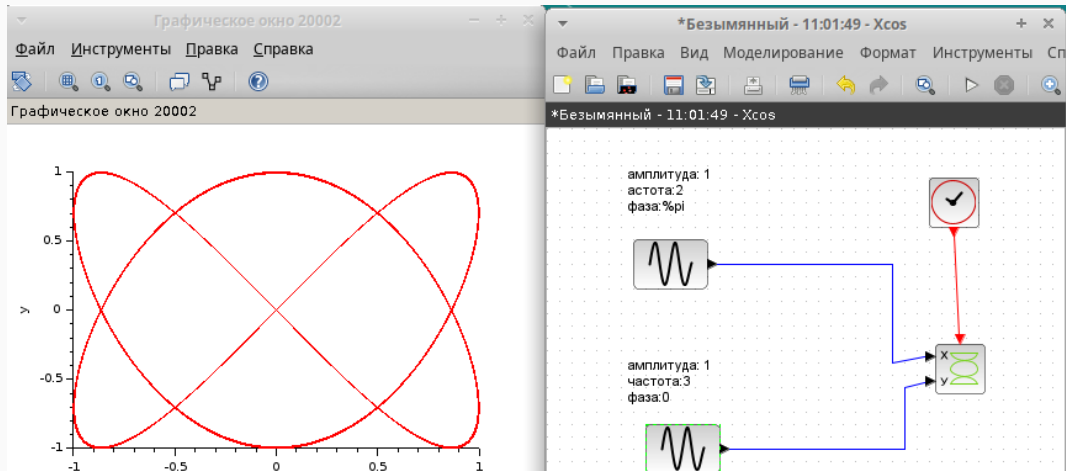 Графическое окно 20002
Файл Инструменты Правка Справка
Графическое окно 20002
1
0.5
0
-0.5
-1
y
-1 -0.5 0 0.5 1
*Безымянный - 11:01:49 - Xcos
Файл Правка Вид Моделирование Формат Инструменты Сп
*Безымянный - 11:01:49 - Xcos
амплитуда: 1
астота:2
фаза:%pi
X
У
амплитуда: 1
частота:3
фаза:0